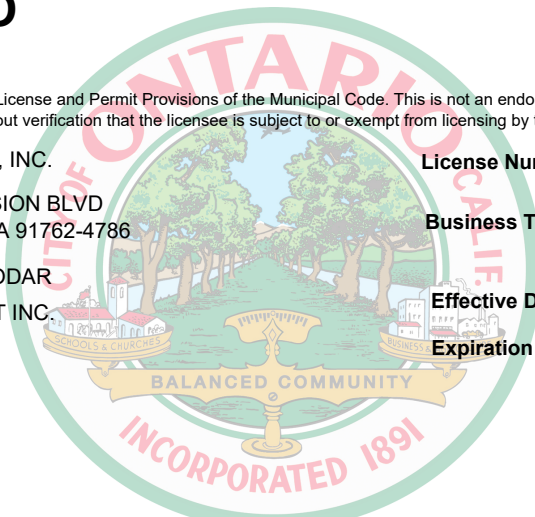 License and Permit Provisions of the Municipal Code. This is not an endo
out verification that the licensee is subject to or exempt from licensing by
, INC.
License Nu
SION BLVD
A 91762-4786
Business T
ODAR
T INC.
Effective D
Expiration
CITY OF ONTARIO CALIF.
SCHOOLS & CHURCHES
BUSINESS &
BALANCED COMMUNITY
INCORPORATED 1891